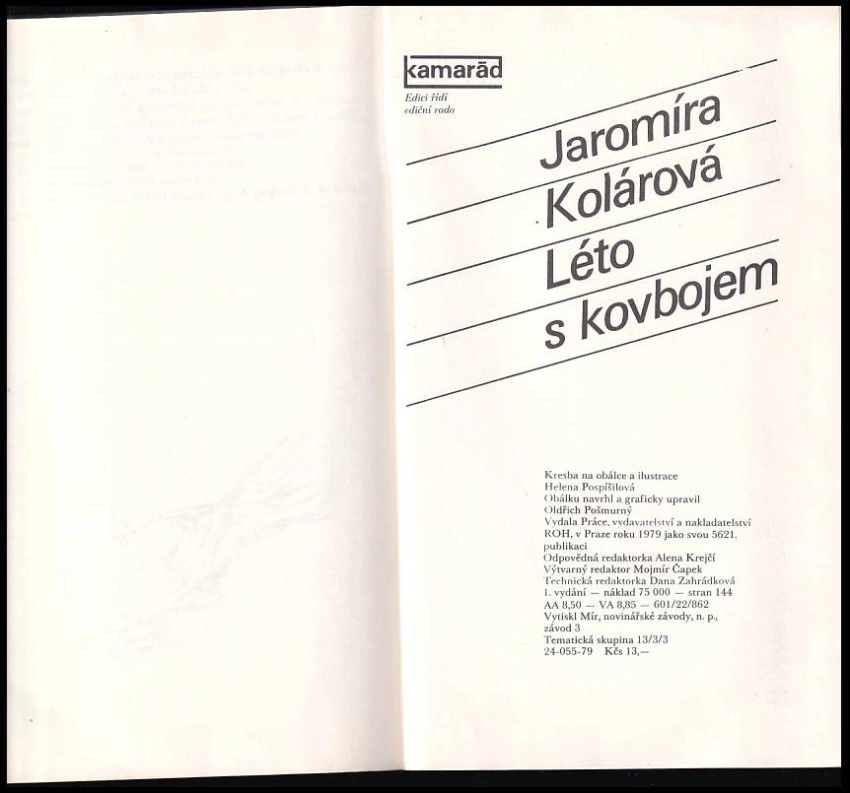 kamarād
Edici řídí
ediční rada
Jaromíra
Kolárová
Léto
s kovbojem
Kresba na obálce a ilustrace
Helena Pospíšilová
Obálku navrhl a graficky upravil
Oldřich Pošmurný
Vydala Práce, vydavatelství a nakladatelství
ROH, v Praze roku 1979 jako svou 5621.
publikaci
Odpovědná redaktorka Alena Krejčí
Výtvarný redaktor Mojmír Čapek
Technická redaktorka Dana Zahrádková
1. vydání — náklad 75 000 — stran 144
AA 8,50 — VA 8,85 — 601/22/862
Vytiskl Mír, novinářské závody, n. p.,
závod 3
Tematická skupina 13/3/3
24-055-79 Kčs 13,—